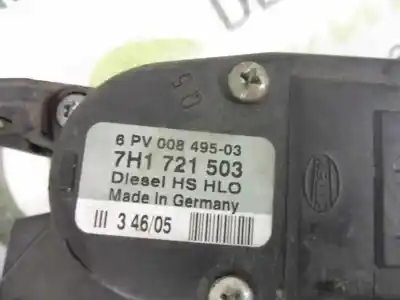 6 PV 008 495-03
7H1 721 503
Diesel HS HLO
Made in Germany
3 46/05